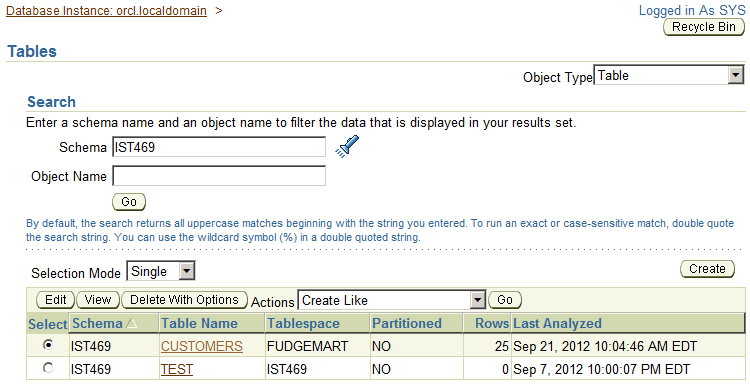 Database Instance: orcl.localdomain >
Logged in As SYS
Recycle Bin
Tables
Object Type Table
Search
Enter a schema name and an object name to filter the data that is displayed in your results set.
Schema IST469
Object Name
Go
By default, the search returns all uppercase matches beginning with the string you entered. To run an exact or case-sensitive match, double quote
the search string. You can use the wildcard symbol (%) in a double quoted string.
Selection Mode Single
Create
Edit View Delete With Options Actions Create Like Go
Select Schema Table Name Tablespace Partitioned Rows Last Analyzed
IST469 CUSTOMERS FUDGEMART NO 25 Sep 21, 2012 10:04:46 AM EDT
IST469 TEST IST469 NO 0 Sep 7, 2012 10:00:07 PM EDT